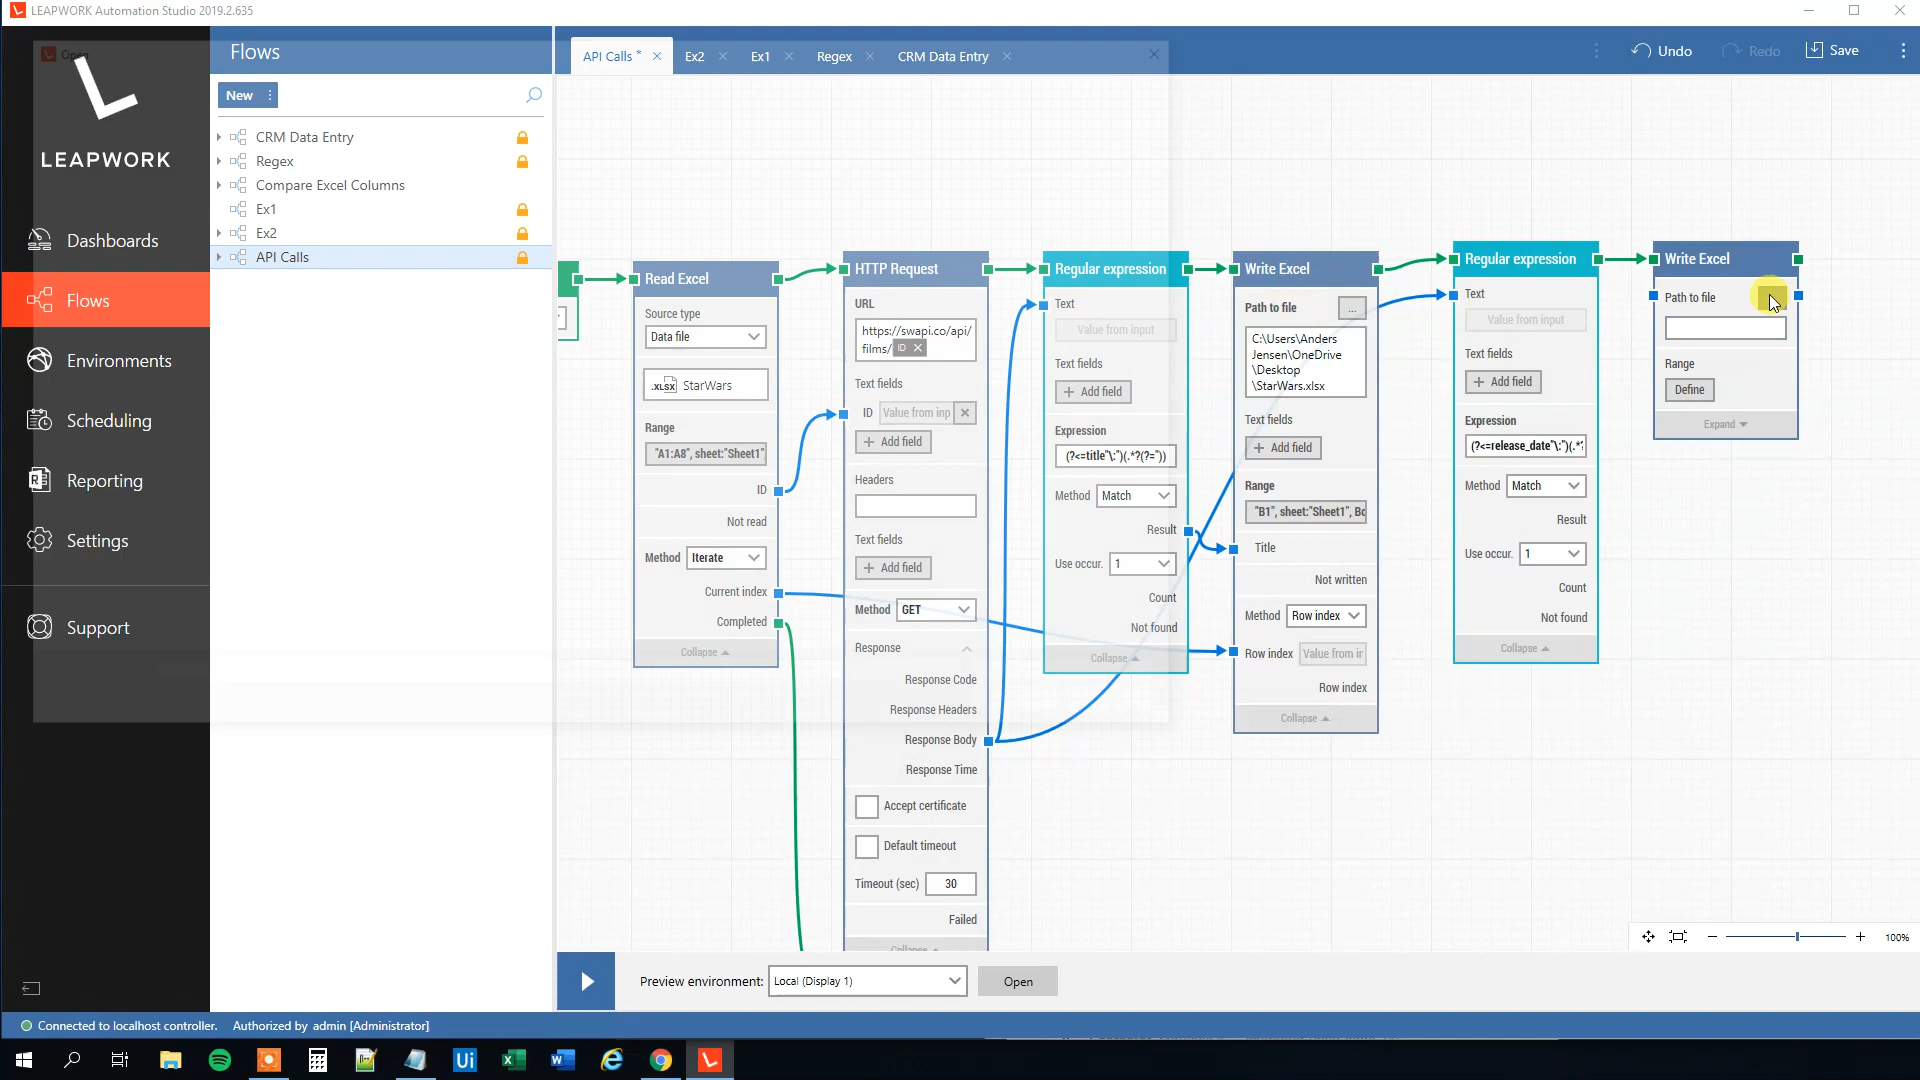 LEAPWORK Automation Studio 2019.2.635
Open
LEAPWORK
Dashboards
Flows
Environments
Scheduling
Reporting
Settings
Support
Flows
New
CRM Data Entry
Regex
Compare Excel Columns
Ex1
Ex2
API Calls
API Calls *
Ex2
Ex1
Regex
CRM Data Entry
Undo
Redo
Save
Read Excel
Source type
Data file
.XLSX StarWars
Range
"A1:A8", sheet:"Sheet1",
ID
Not read
Method Iterate
Current index
Completed
Collapse
HTTP Request
URL
https://swapi.co/api/
films/ ID
Text fields
ID Value from inp
+ Add field
Headers
Text fields
+ Add field
Method GET
Response
Response Code
Response Headers
Response Body
Response Time
Accept certificate
Default timeout
Timeout (sec) 30
Failed
Collapse
Regular expression
Text
Value from input
Text fields
+ Add field
Expression
(?<=title"\:")(.*?(?="))
Method Match
Result
Use occur. 1
Count
Not found
Collapse
Write Excel
Path to file ...
C:\Users\Anders
Jensen\OneDrive
\Desktop
\StarWars.xlsx
Text fields
+ Add field
Range
"B1", sheet:"Sheet1", Bo
Title
Not written
Method Row index
Row index Value from ir
Row index
Collapse
Regular expression
Text
Value from input
Text fields
+ Add field
Expression
(?<=release_date"\:")(.*?
Method Match
Result
Use occur. 1
Count
Not found
Collapse
Write Excel
Path to file
Range
Define
Expand
100%
Preview environment: Local (Display 1) Open
Connected to localhost controller. Authorized by admin [Administrator]
Ui